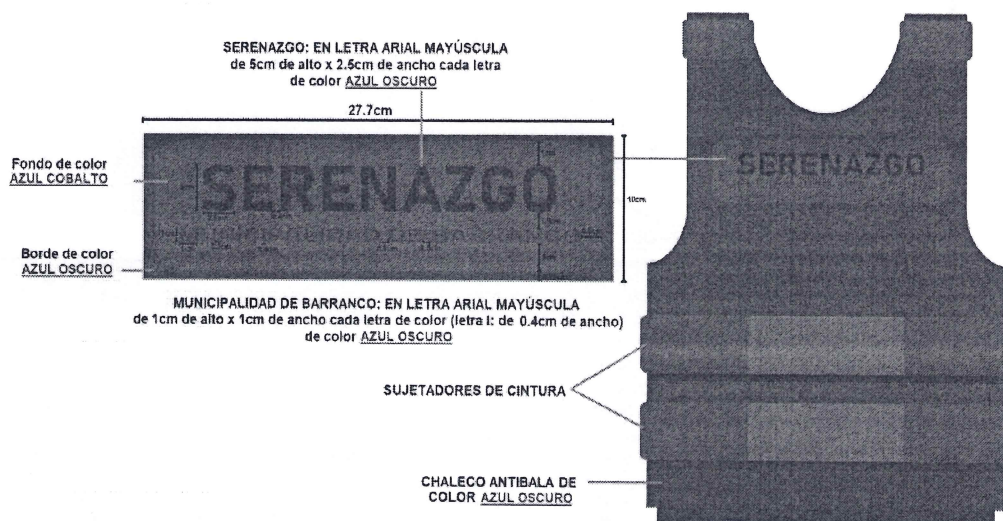 SERENAZGO: EN LETRA ARIAL MAYÚSCULA
de 5cm de alto x 2.5cm de ancho cada letra
de color AZUL OSCURO
27.7cm
Fondo de color
AZUL COBALTO
SERENAZGO
10cm
SERENAZGO
Borde de color
AZUL OSCURO
MUNICIPALIDAD DE BARRANCO: EN LETRA ARIAL MAYÚSCULA
de 1cm de alto x 1cm de ancho cada letra de color (letra I: de 0.4cm de ancho)
de color AZUL OSCURO
SUJETADORES DE CINTURA
CHALECO ANTIBALA DE
COLOR AZUL OSCURO